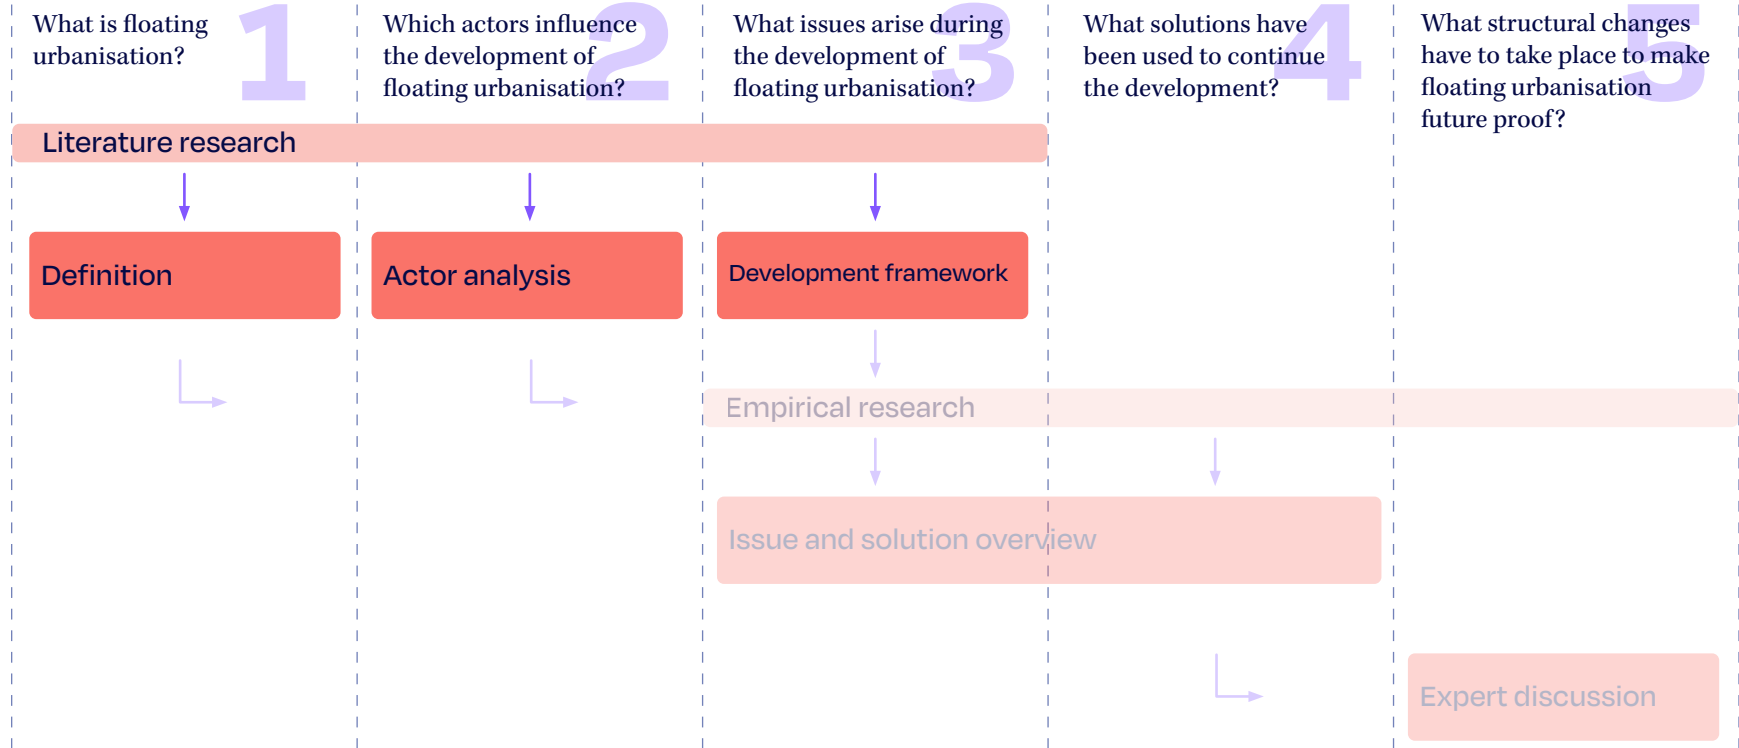 What is floating
urbanisation?
1
Which actors influence
the development of
floating urbanisation?
2
What issues arise during
the development of
floating urbanisation?
3
What solutions have
been used to continue
the development?
4
What structural changes
have to take place to make
floating urbanisation
future proof?
5
Literature research
Definition
Actor analysis
Development framework
Empirical research
Issue and solution overview
Expert discussion